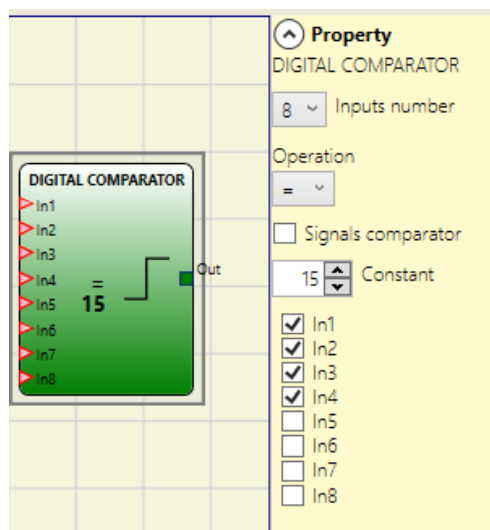 DIGITAL COMPARATOR
In1
In2
In3
In4
In5
In6
In7
In8
=
15
Out
Property
DIGITAL COMPARATOR
8 Inputs number
Operation
=
Signals comparator
15 Constant
In1
In2
In3
In4
In5
In6
In7
In8